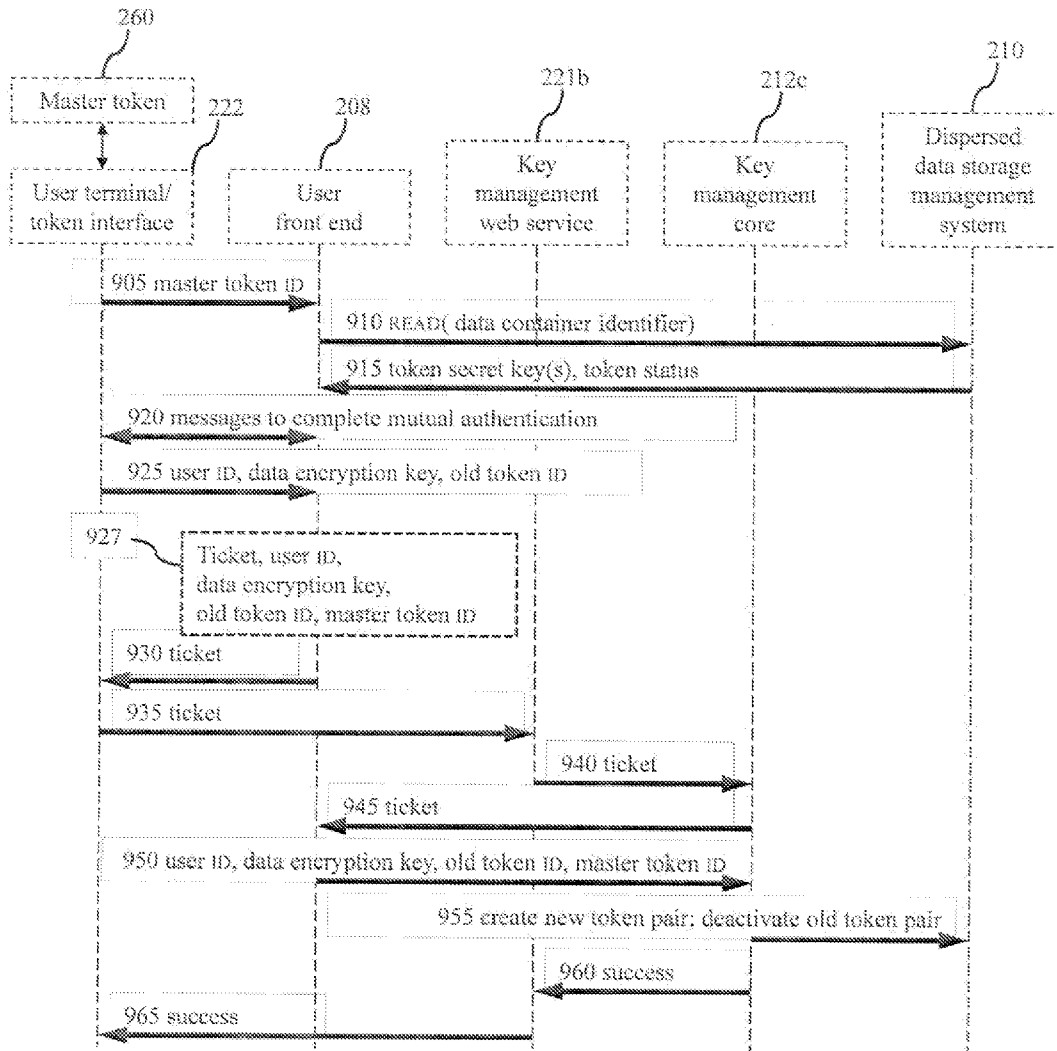 260
221b
212c
210
Master token
222
208
User terminal/
token interface
User
front end
Key
management
web service
Key
management
core
Dispersed
data storage
management
system
905 master token ID
910 READ( data container identifier)
915 token secret key(s), token status
920 messages to complete mutual authentication
925 user ID, data encryption key, old token ID
927
Ticket, user ID,
data encryption key,
old token ID, master token ID
930 ticket
935 ticket
940 ticket
945 ticket
950 user ID, data encryption key, old token ID, master token ID
955 create new token pair; deactivate old token pair
960 success
965 success